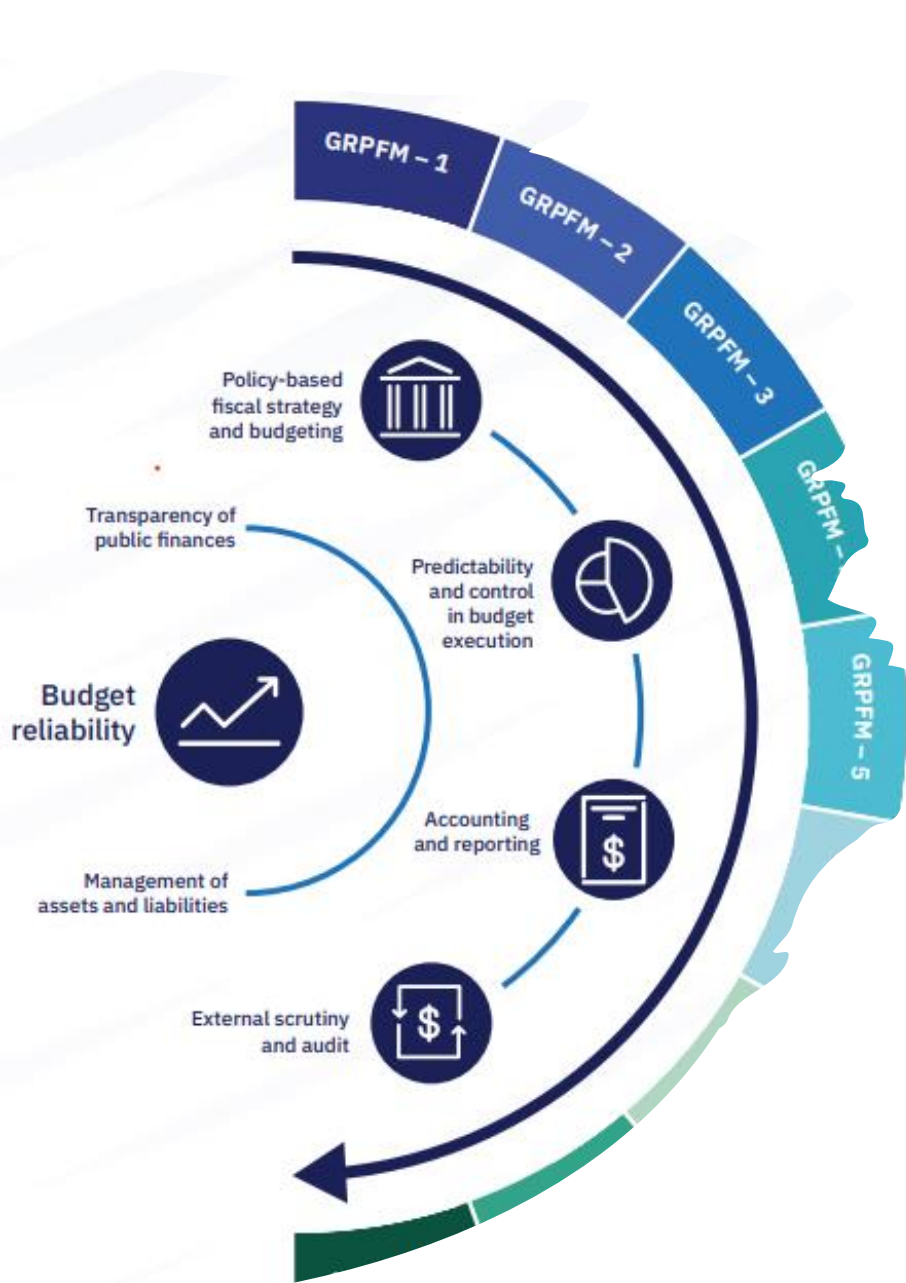 GRPFM – 1
GRPFM – 2
GRPFM – 3
GRPFM –
GRPFM – 5
Policy-based
fiscal strategy
and budgeting
Transparency of
public finances
Predictability
and control
in budget
execution
Budget
reliability
Accounting
and reporting
$
Management of
assets and liabilities
External scrutiny
and audit
$